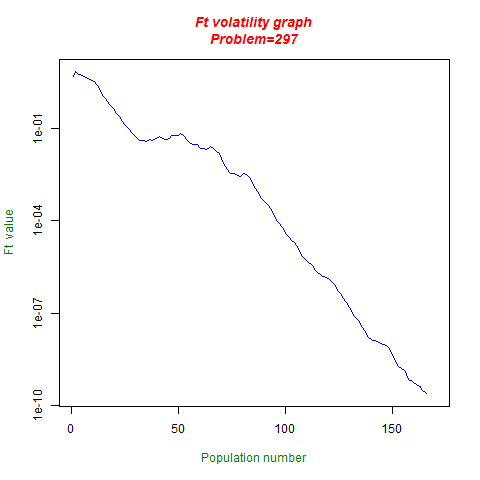 Ft volatility graph
Problem=297
Ft value
1e-01
1e-04
1e-07
1e-10
0 50 100 150
Population number